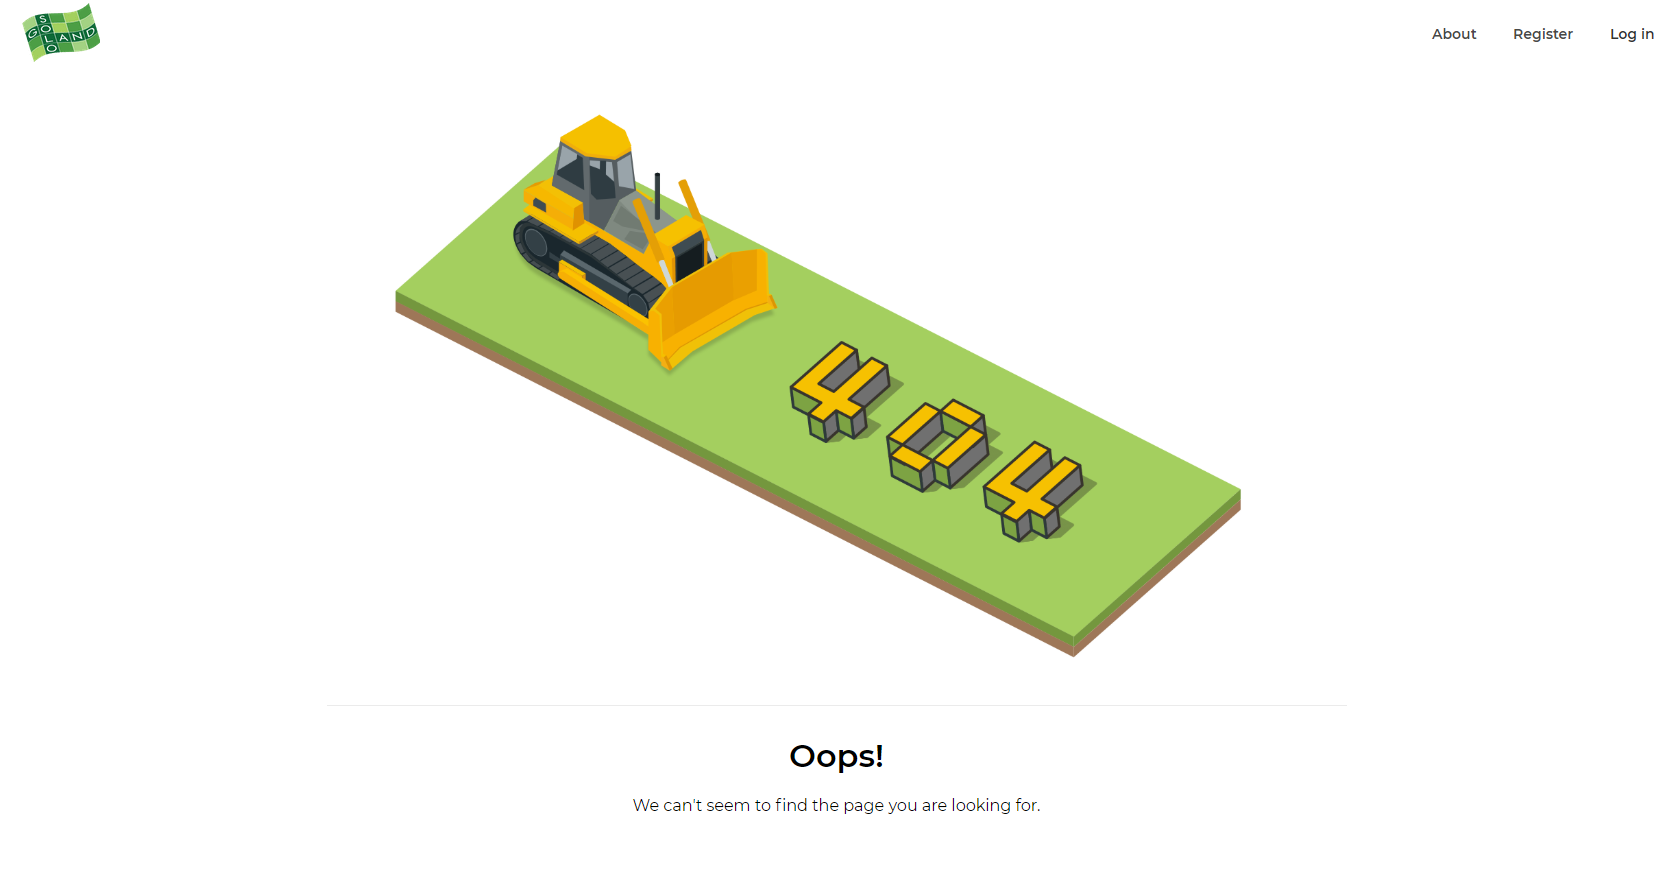 SOLO
GOLAND
About Register Log in
404
Oops!
We can't seem to find the page you are looking for.